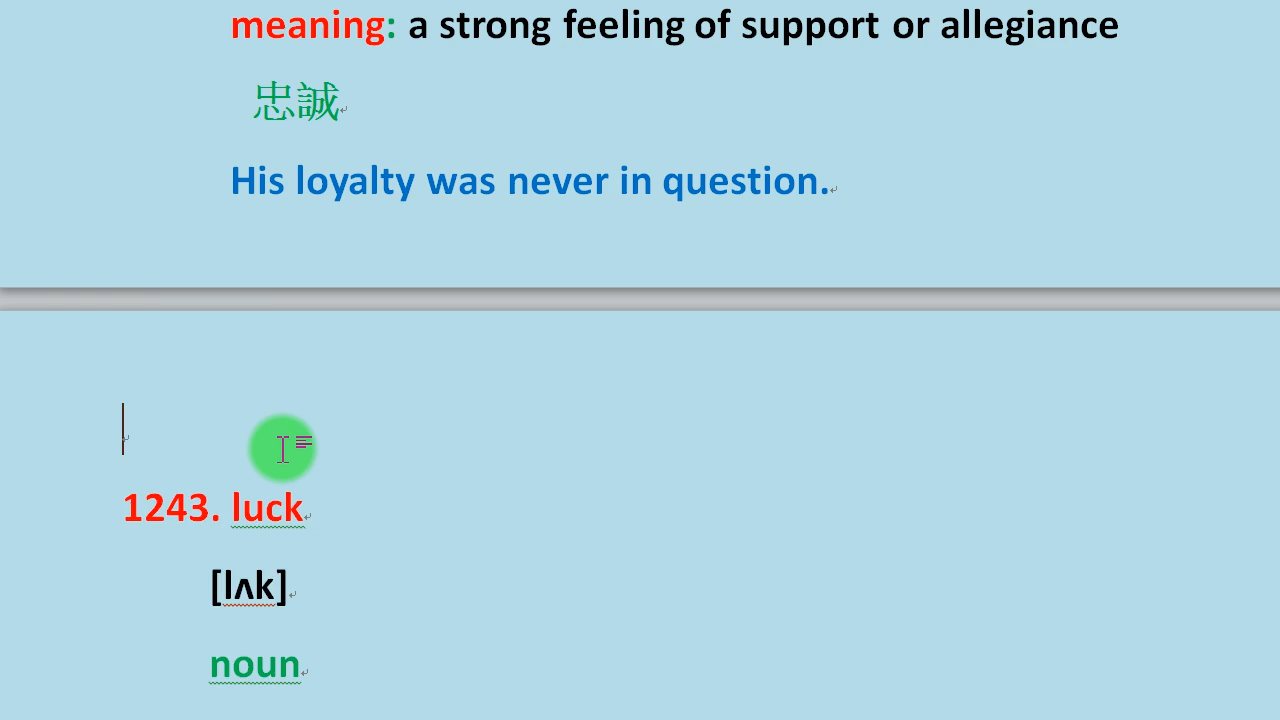 meaning: a strong feeling of support or allegiance
忠誠
His loyalty was never in question.
1243. luck
[lʌk]
noun